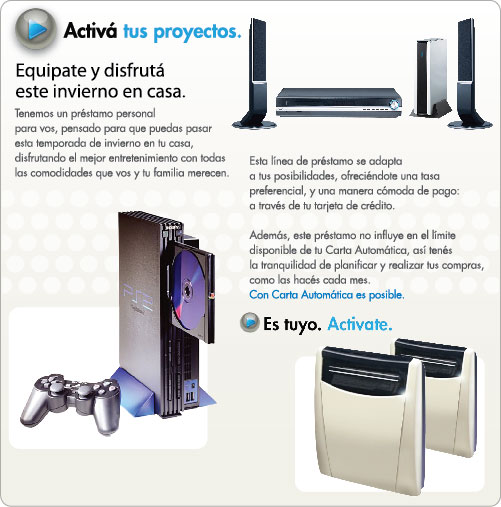 Activá tus proyectos.
Equipate y disfrutá
este invierno en casa.
Tenemos un préstamo personal
para vos, pensado para que puedas pasar
esta temporada de invierno en tu casa,
disfrutando el mejor entretenimiento con todas
las comodidades que vos y tu familia merecen.
Esta línea de préstamo se adapta
a tus posibilidades, ofreciéndote una tasa
preferencial, y una manera cómoda de pago:
a través de tu tarjeta de crédito.
Además, este préstamo no influye en el límite
disponible de tu Carta Automática, así tenés
la tranquilidad de planificar y realizar tus compras,
como las hacés cada mes.
Con Carta Automática es posible.
SONY
PS2
Es tuyo. Activate.